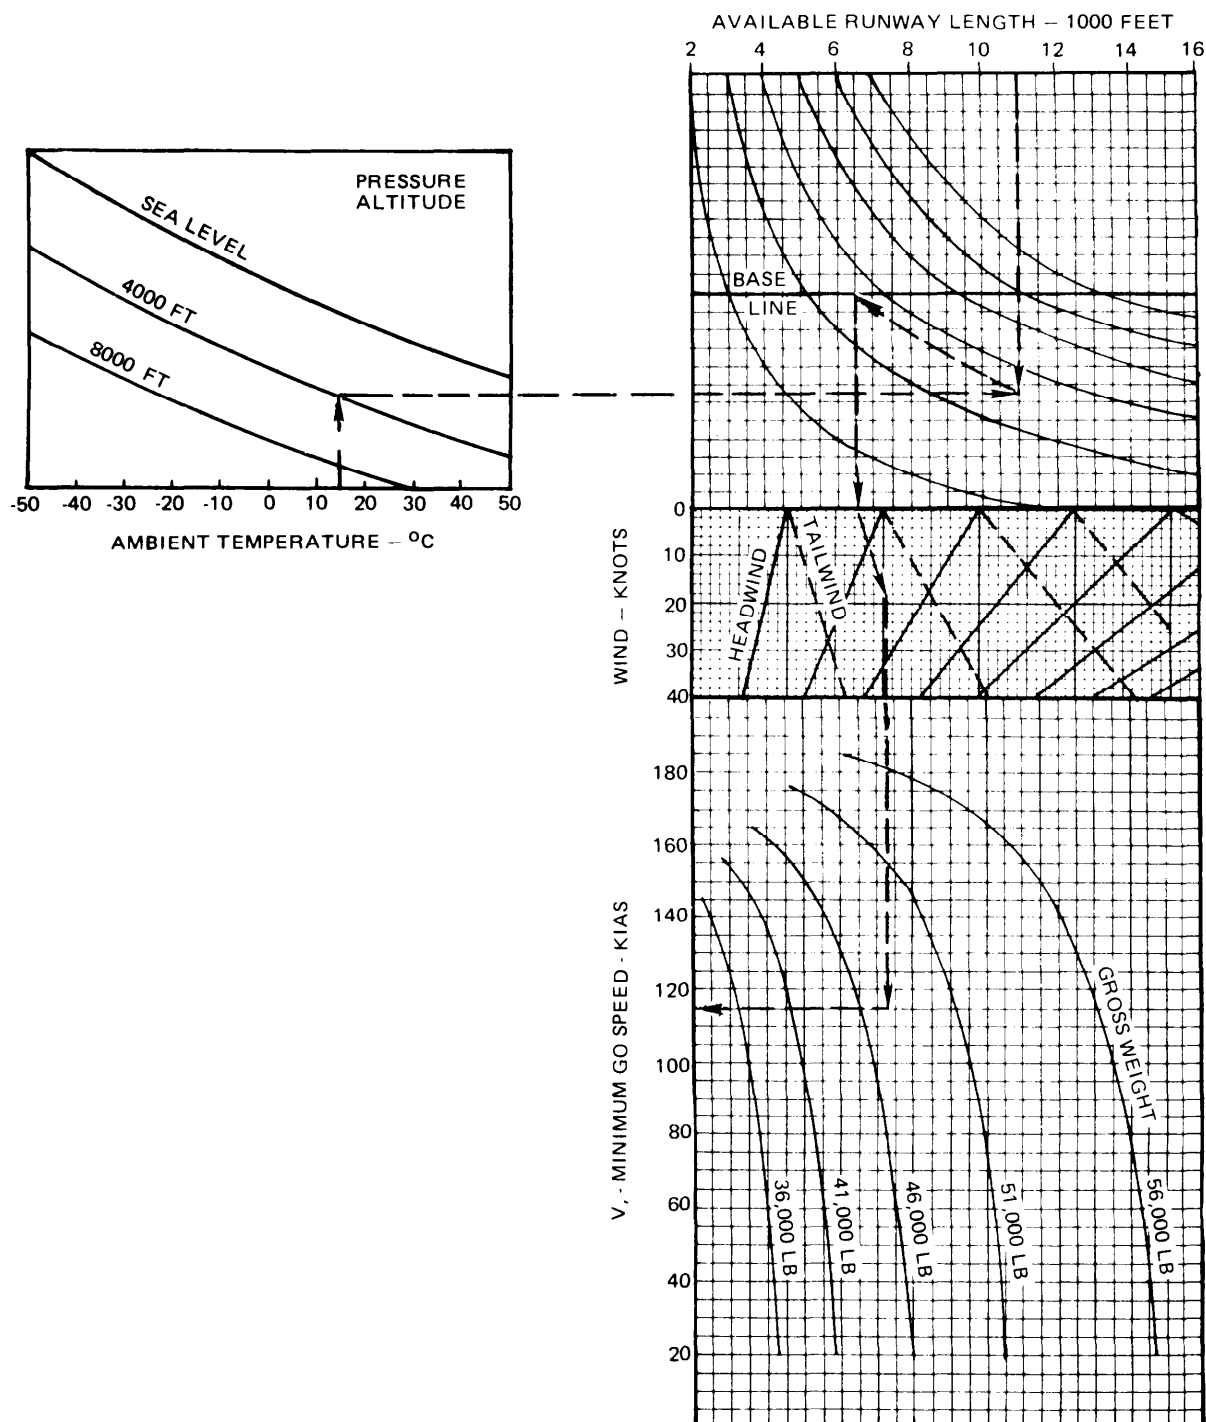 AVAILABLE RUNWAY LENGTH – 1000 FEET
2 4 6 8 10 12 14 16
PRESSURE
ALTITUDE
SEA LEVEL
4000 FT
8000 FT
-50 -40 -30 -20 -10 0 10 20 30 40 50
AMBIENT TEMPERATURE – °C
BASE
LINE
WIND – KNOTS
0
10
20
30
40
HEADWIND
TAILWIND
V, - MINIMUM GO SPEED - KIAS
180
160
140
120
100
80
60
40
20
GROSS WEIGHT
36,000 LB
41,000 LB
46,000 LB
51,000 LB
56,000 LB